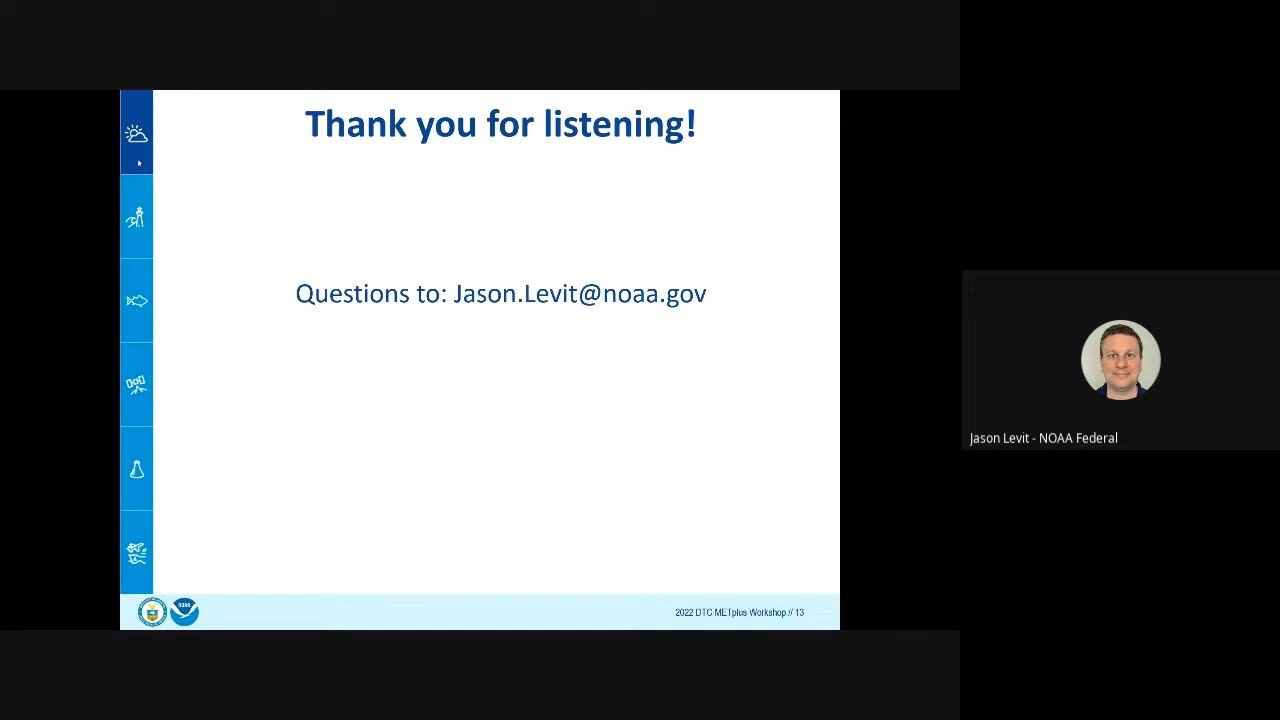 Thank you for listening!
Questions to: Jason.Levit@noaa.gov
Jason Levit - NOAA Federal
noaa
2022 DTC METplus Workshop // 13